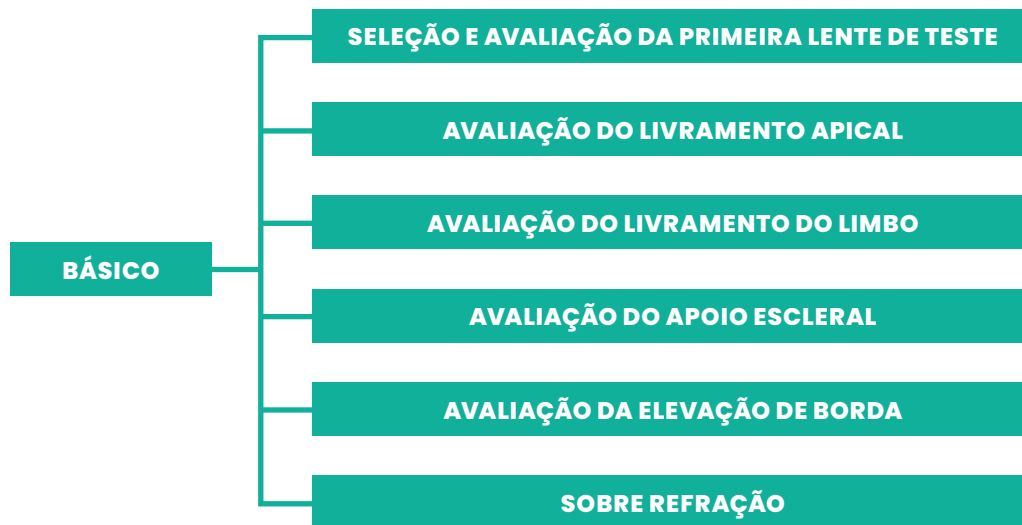 SELEÇÃO E AVALIAÇÃO DA PRIMEIRA LENTE DE TESTE
AVALIAÇÃO DO LIVRAMENTO APICAL
AVALIAÇÃO DO LIVRAMENTO DO LIMBO
BÁSICO
AVALIAÇÃO DO APOIO ESCLERAL
AVALIAÇÃO DA ELEVAÇÃO DE BORDA
SOBRE REFRAÇÃO